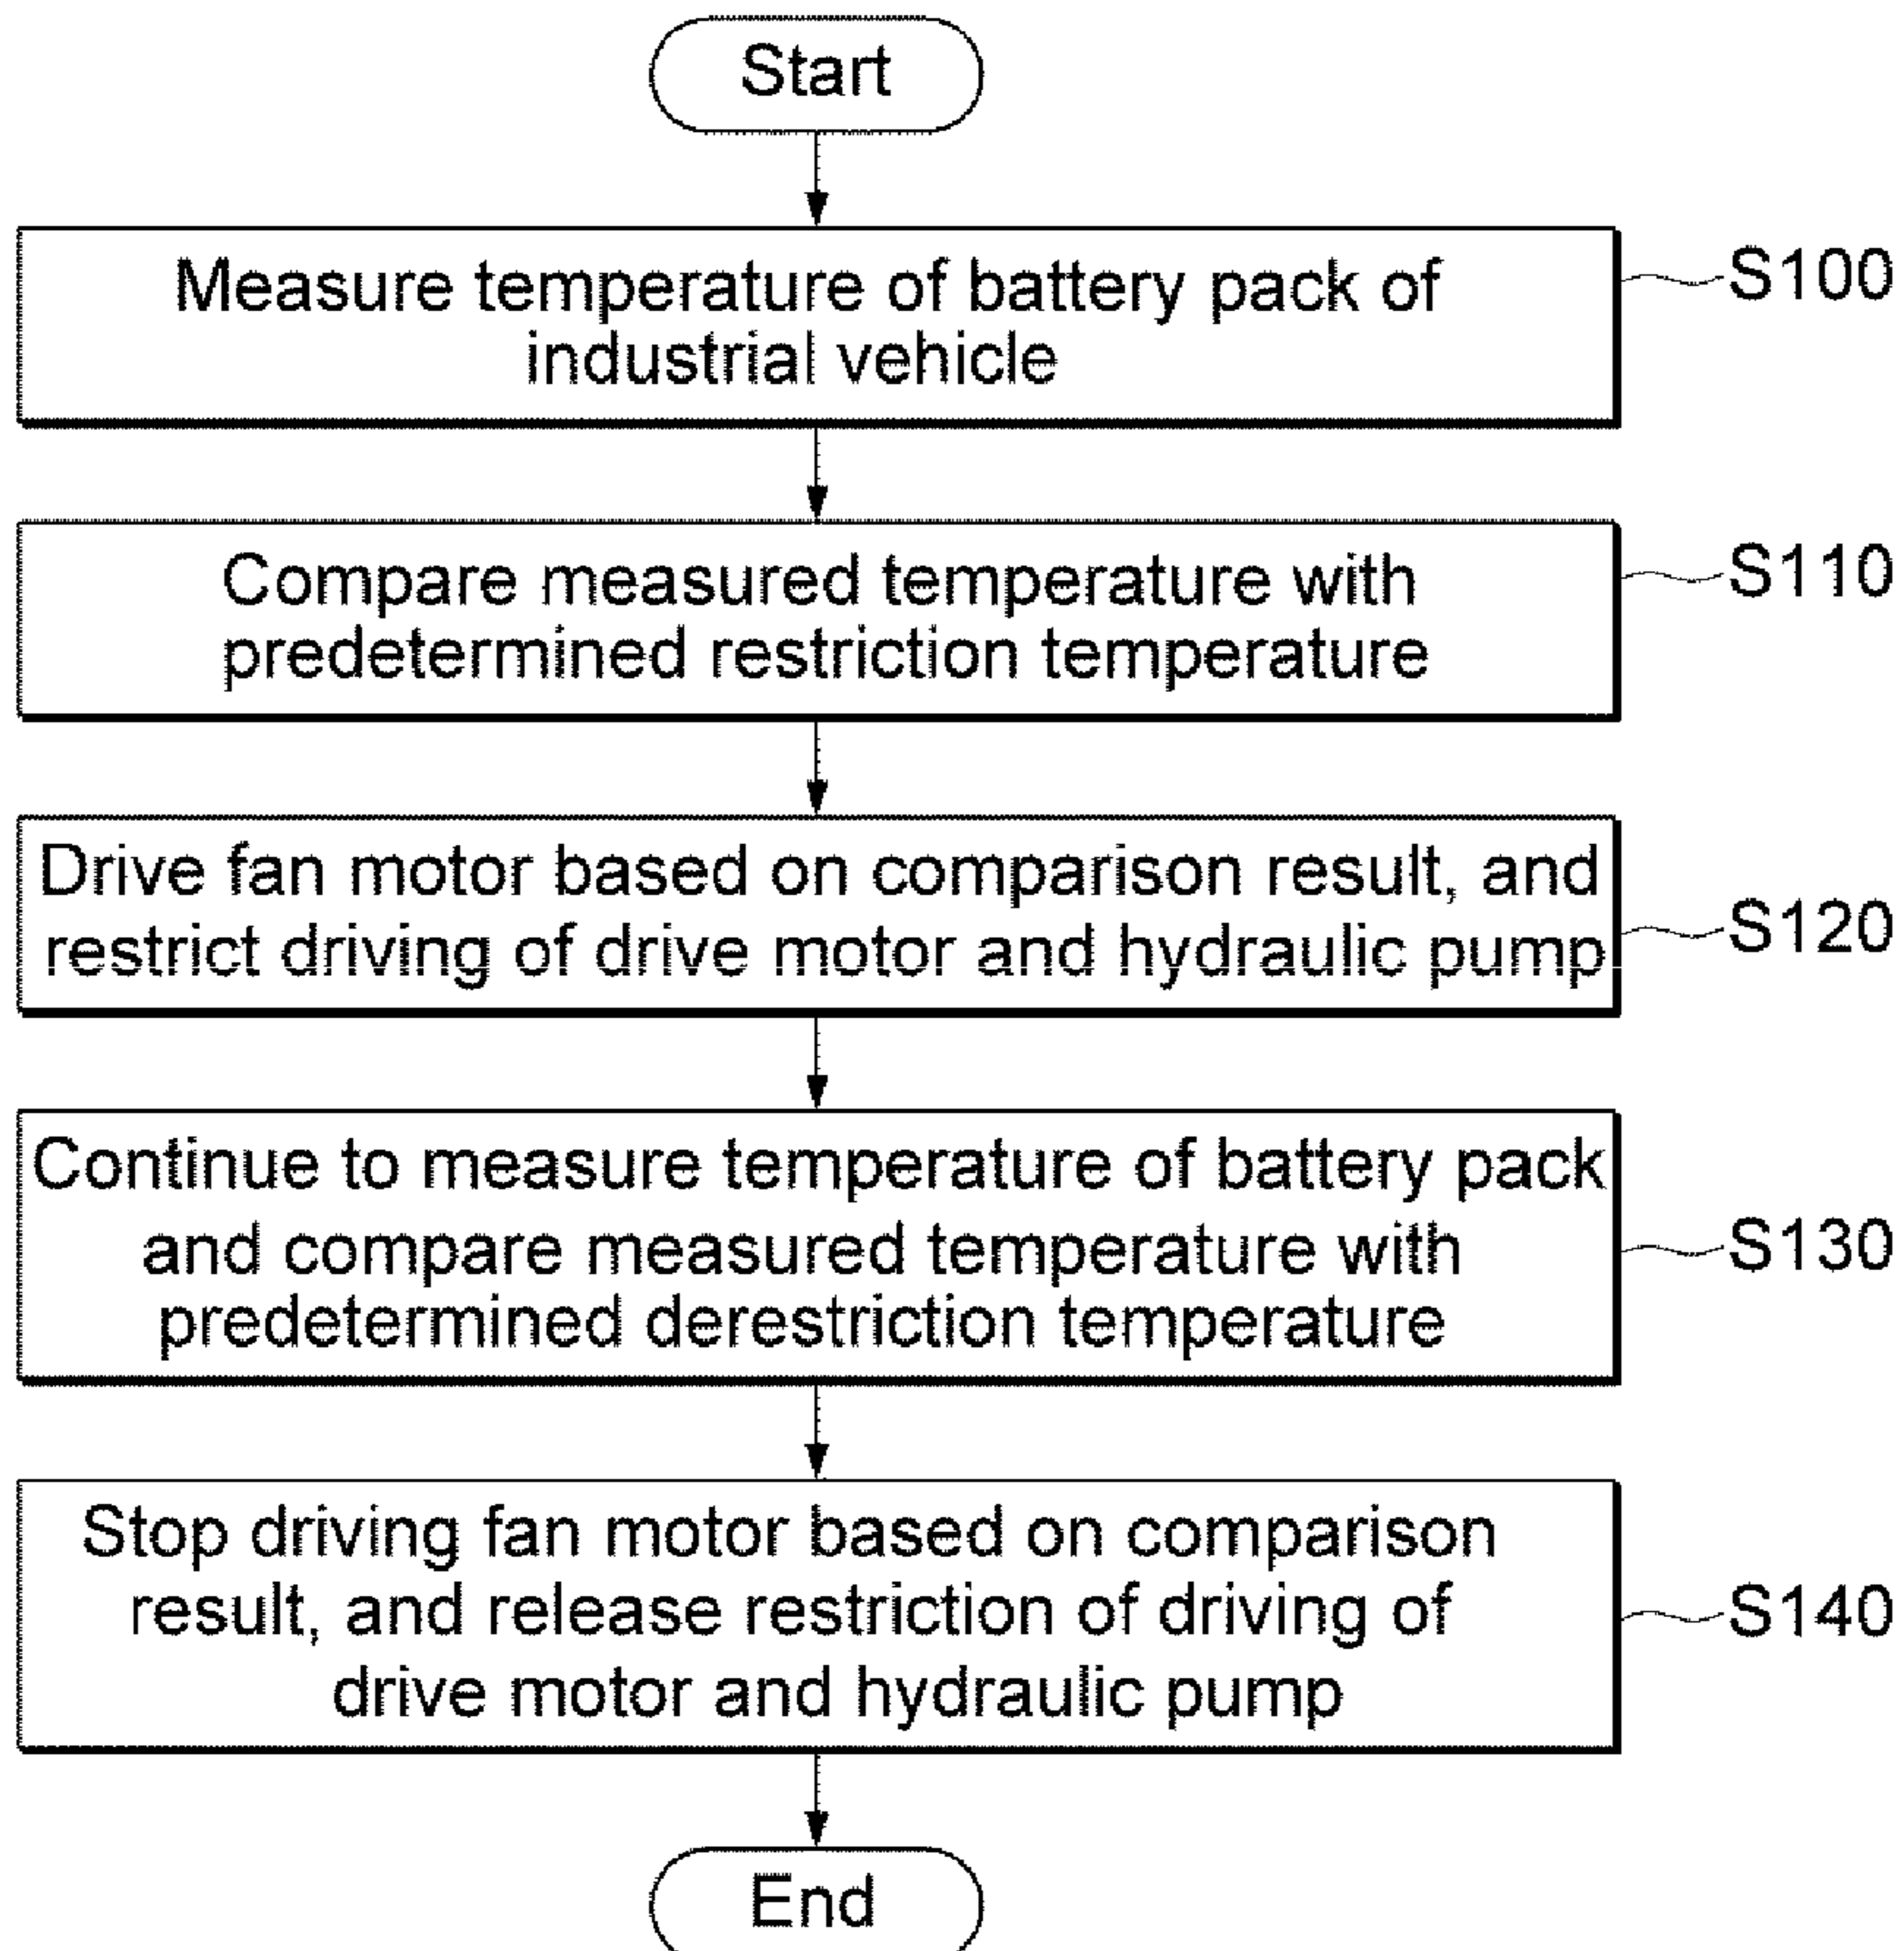 Start
Measure temperature of battery pack of
industrial vehicle
S100
Compare measured temperature with
predetermined restriction temperature
S110
Drive fan motor based on comparison result, and
restrict driving of drive motor and hydraulic pump
S120
Continue to measure temperature of battery pack
and compare measured temperature with
predetermined derestriction temperature
S130
Stop driving fan motor based on comparison
result, and release restriction of driving of
drive motor and hydraulic pump
S140
End